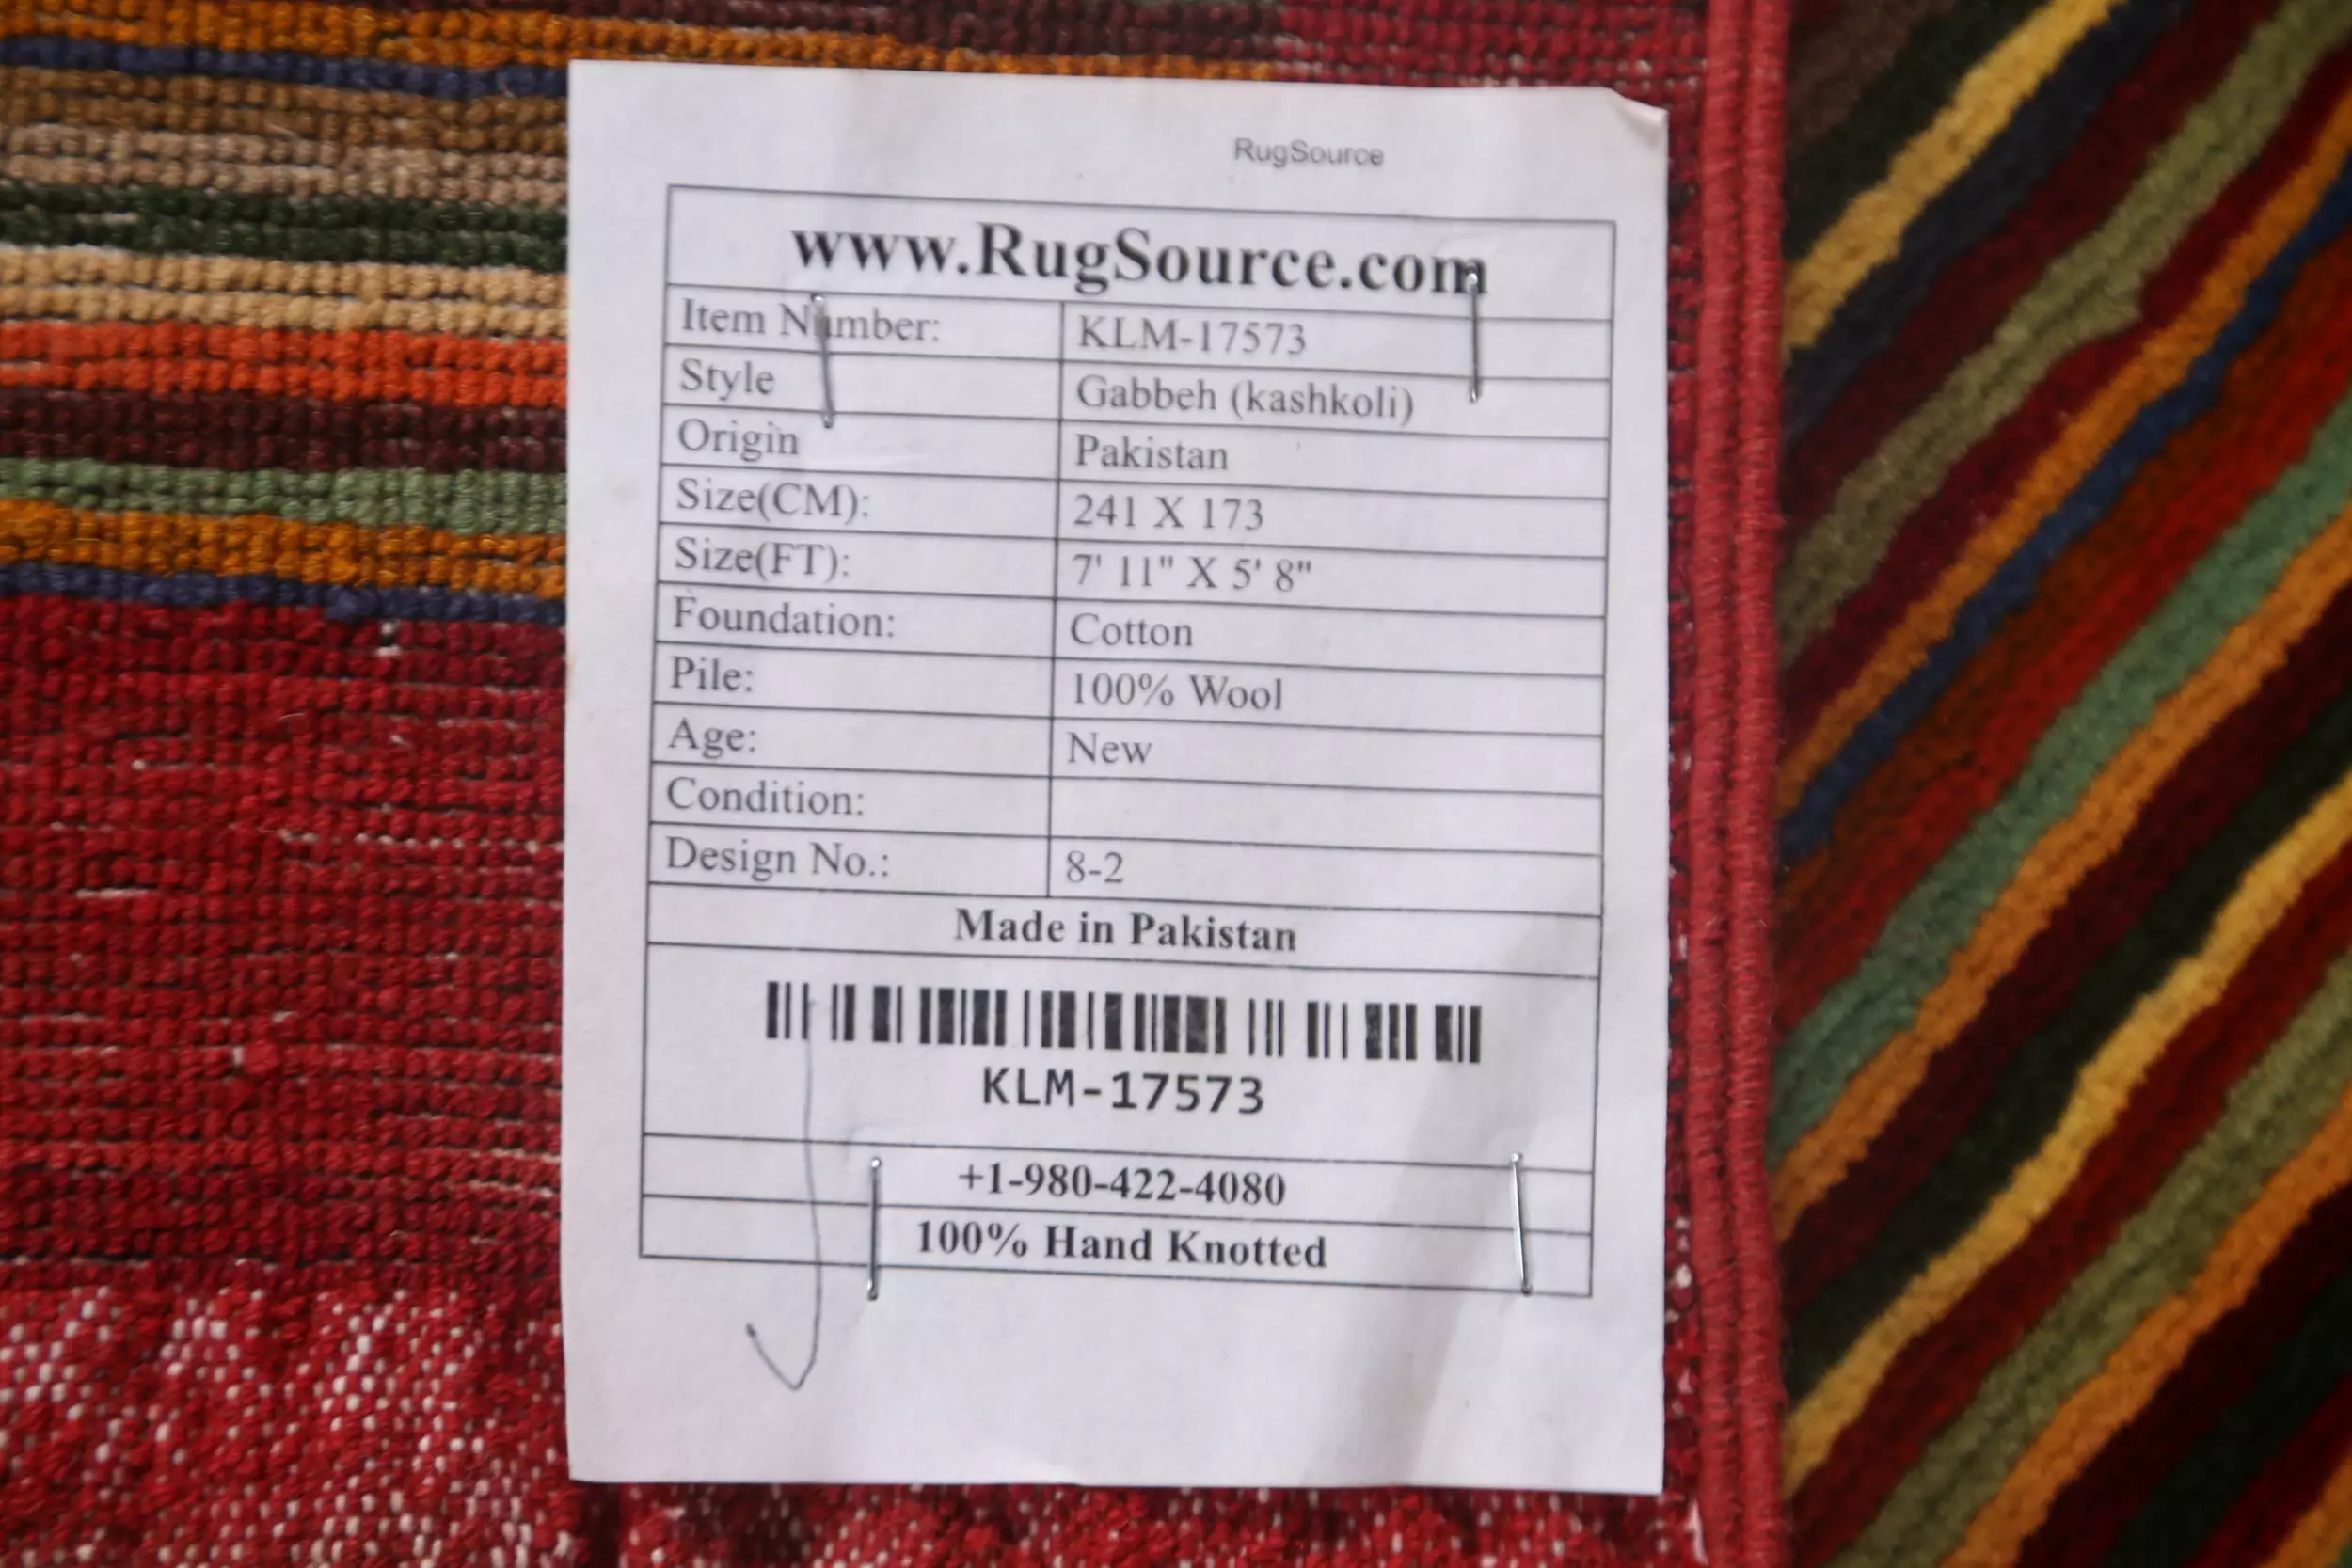 RugSource
www.RugSource.com
Item Number: KLM-17573
Style Gabbeh (kashkoli)
Origin Pakistan
Size(CM): 241 X 173
Size(FT): 7' 11" X 5' 8"
Foundation: Cotton
Pile: 100% Wool
Age: New
Condition:
Design No.: 8-2
Made in Pakistan
KLM-17573
+1-980-422-4080
100% Hand Knotted